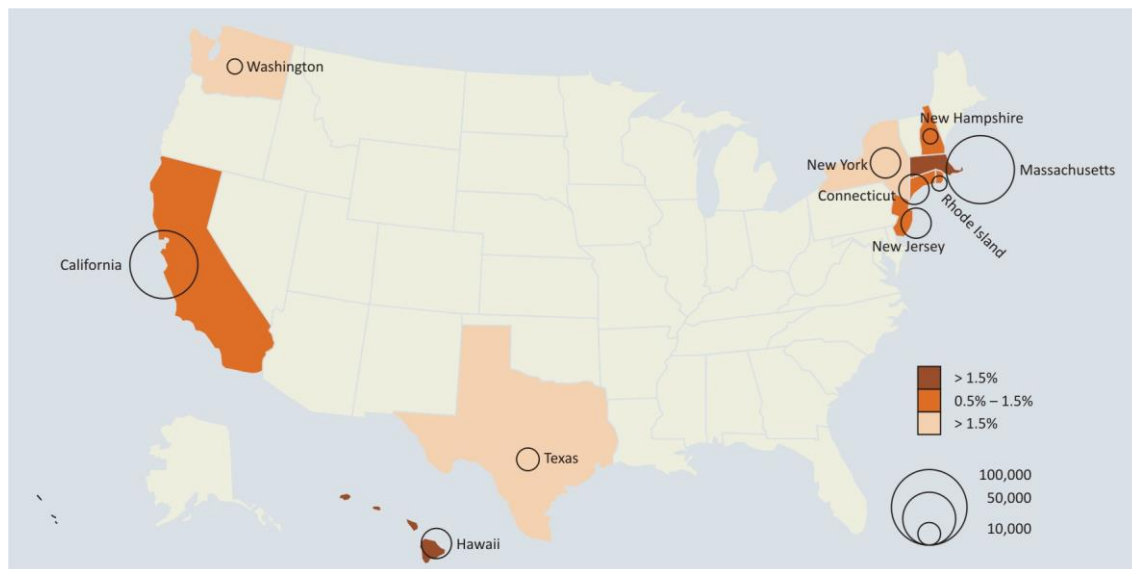 Washington
New Hampshire
New York
Massachusetts
Connecticut
Rhode Island
New Jersey
California
> 1.5%
0.5% – 1.5%
> 1.5%
Texas
100,000
50,000
10,000
Hawaii